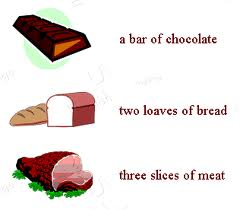 a bar of chocolate
two loaves of bread
three slices of meat